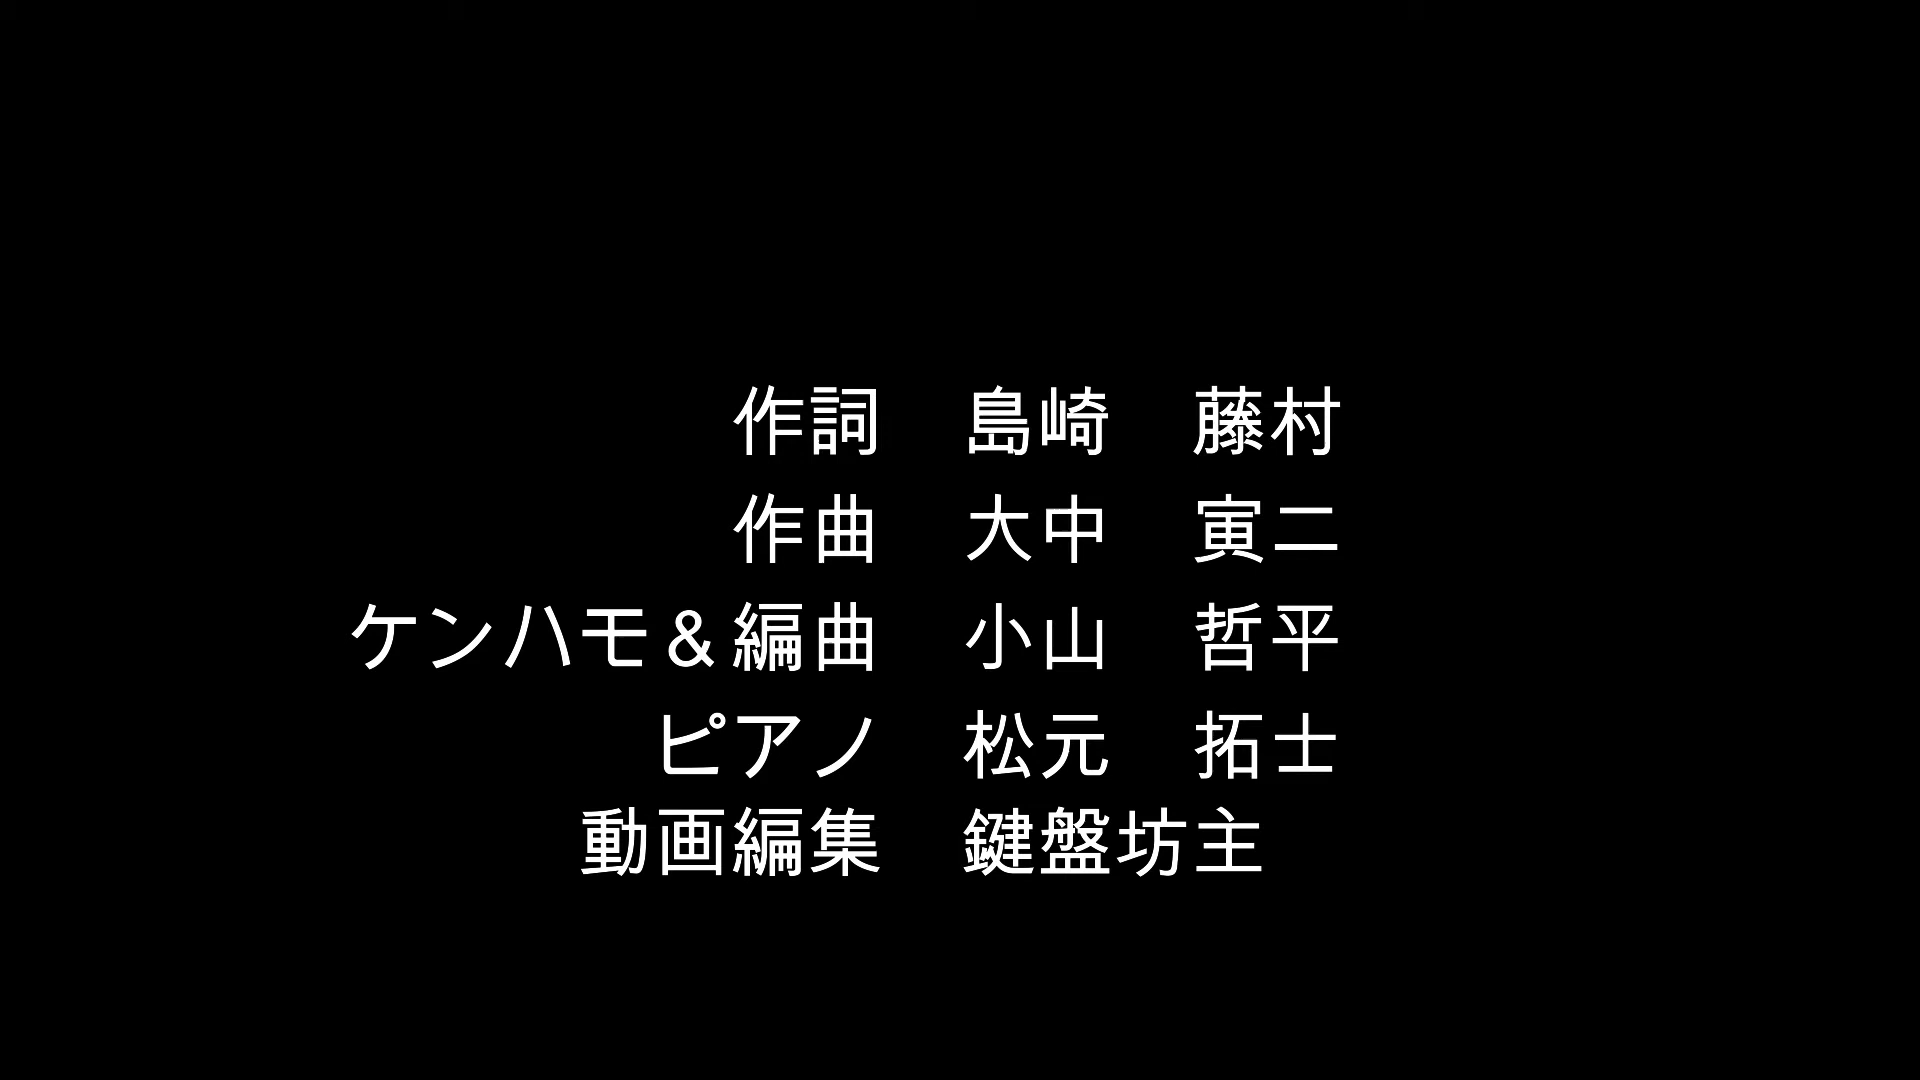 作詞　島崎　藤村
作曲　大中　寅二
ケンハモ＆編曲　小山　哲平
ピアノ　松元　拓士
動画編集　鍵盤坊主